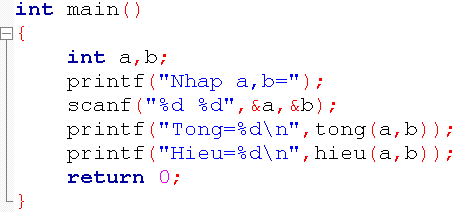 int main()
{
int a,b;
printf("Nhap a,b=");
scanf("%d %d",&a,&b);
printf("Tong=%d\n",tong(a,b));
printf("Hieu=%d\n",hieu(a,b));
return 0;
}